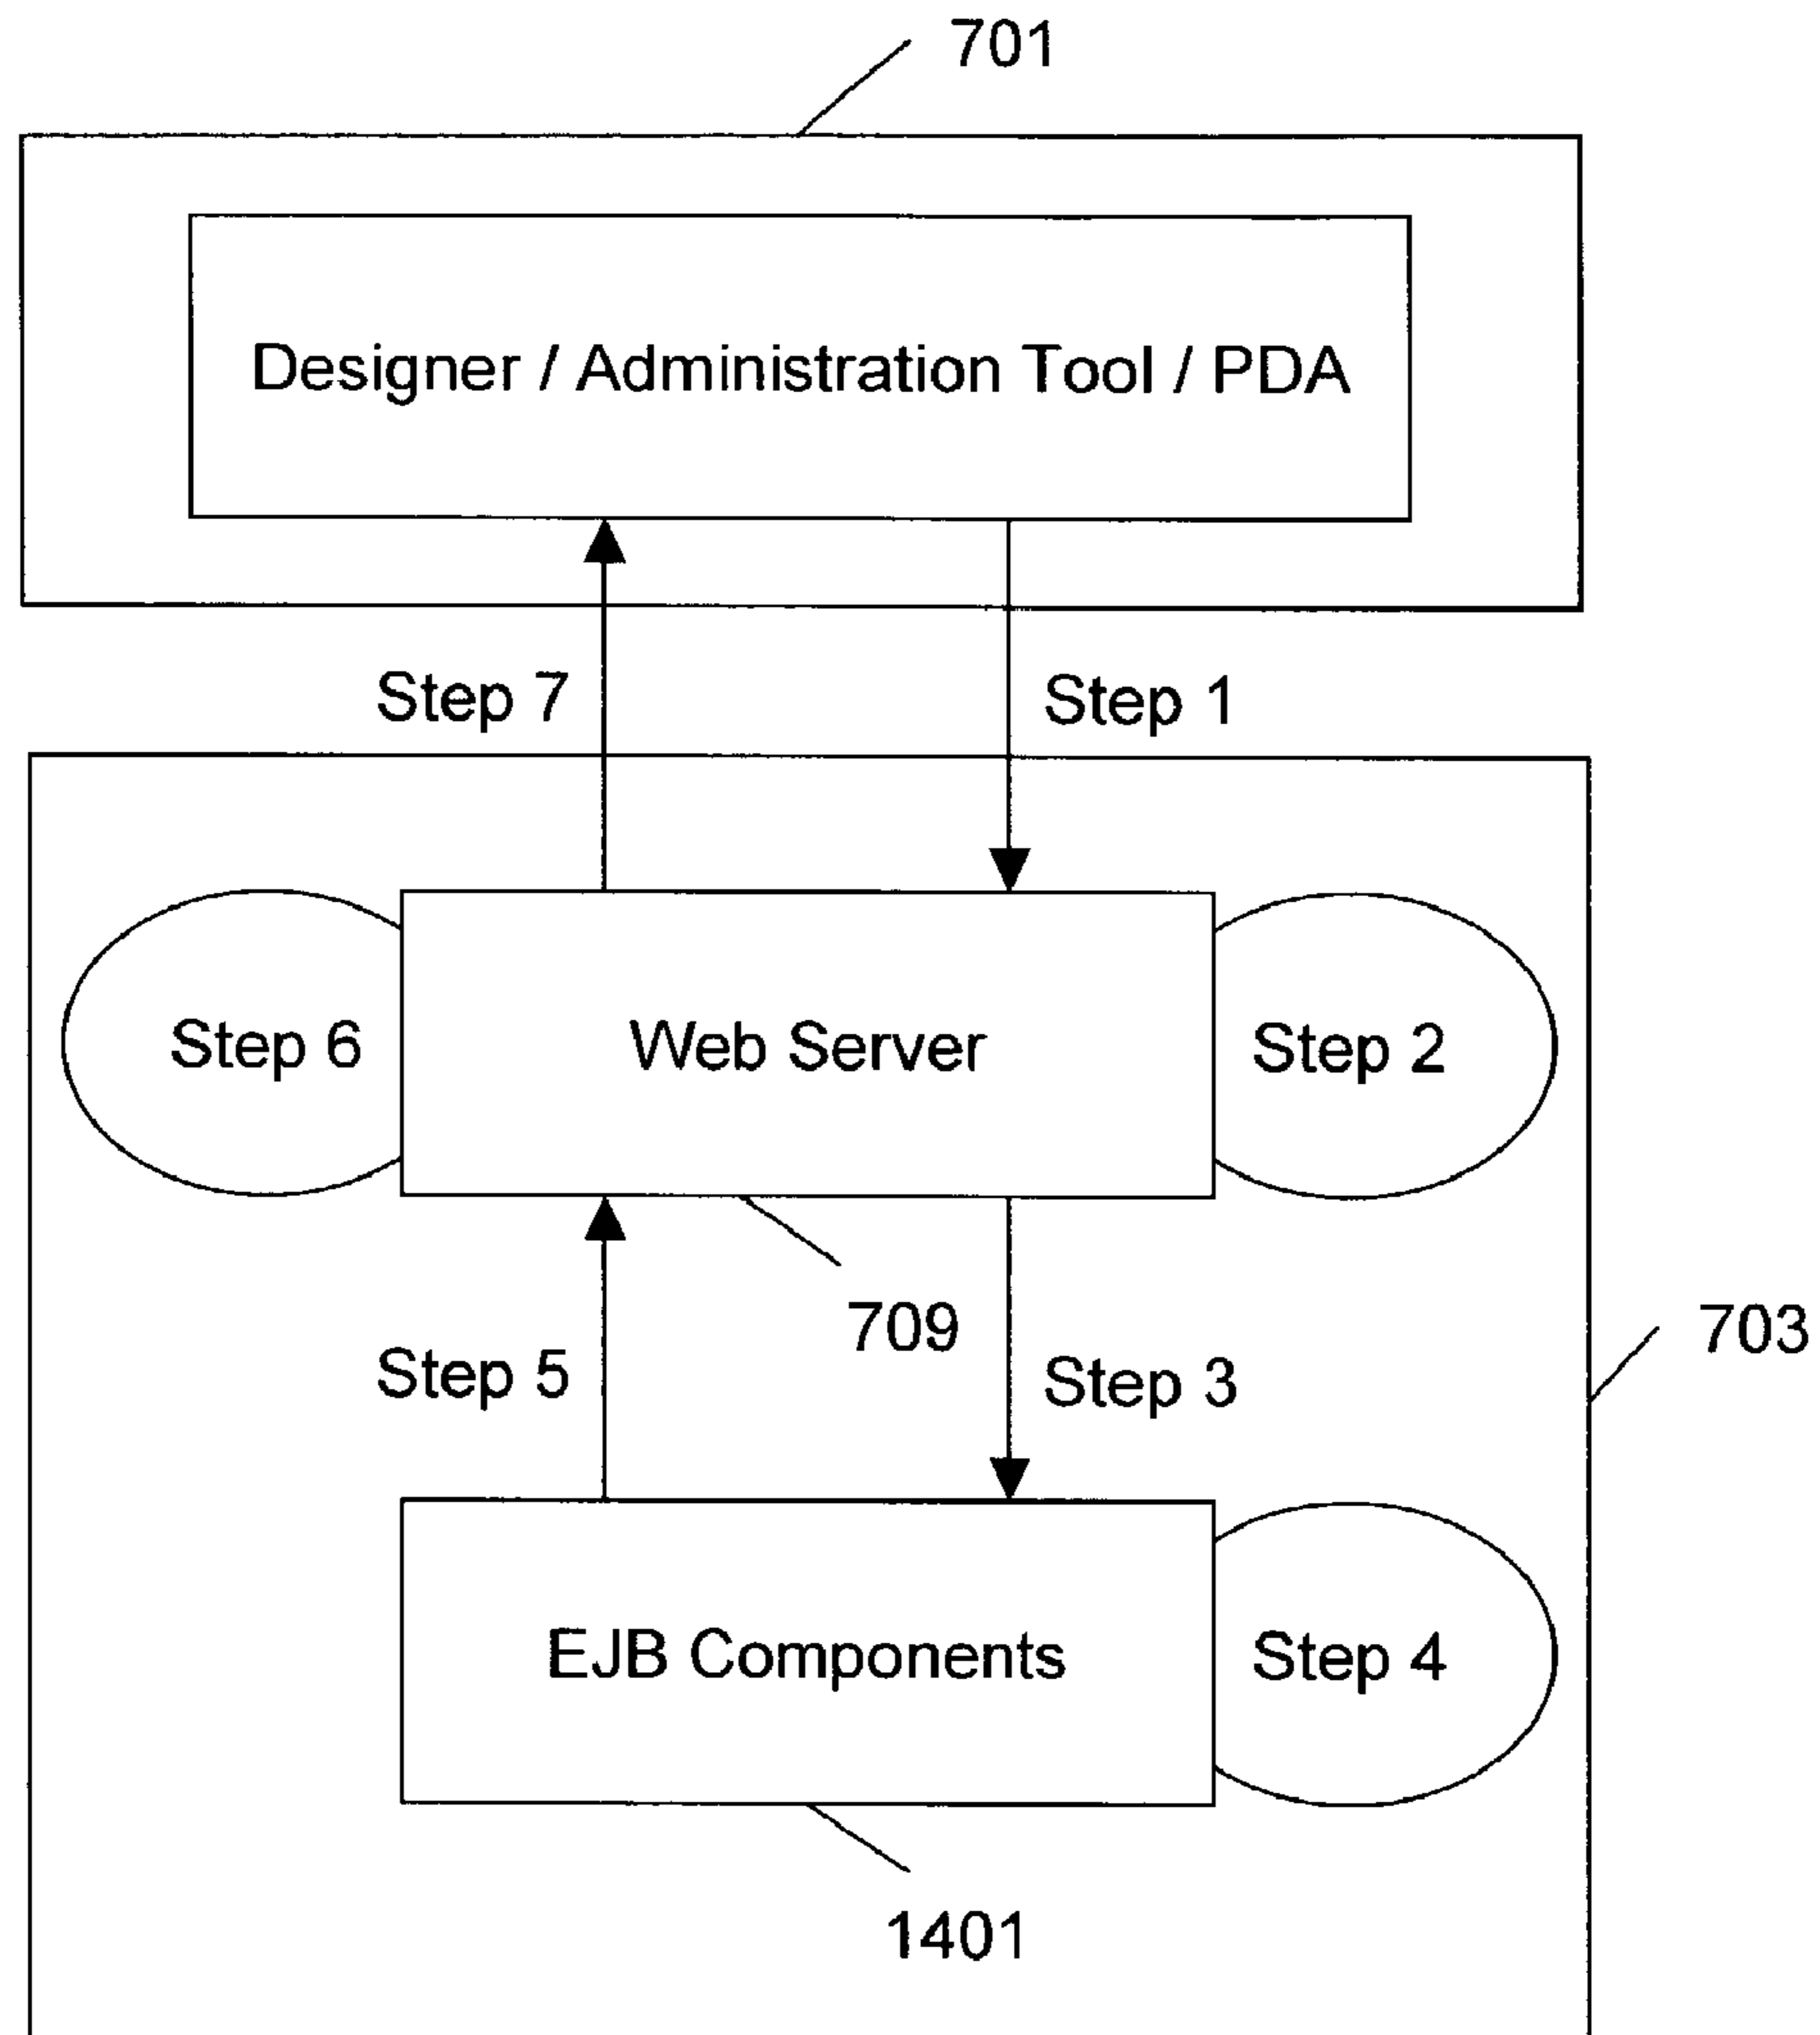 701
Designer / Administration Tool / PDA
Step 7
Step 1
Step 6
Web Server
Step 2
709
703
Step 5
Step 3
EJB Components
Step 4
1401